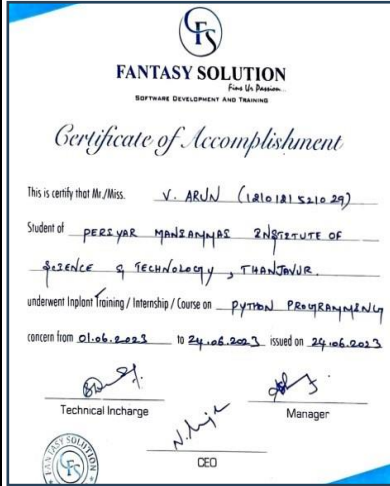 FS
FANTASY SOLUTION
Fine Us Passion...
SOFTWARE DEVELOPMENT AND TRAINING
Certificate of Accomplishment
This is certify that Mr./Miss. V. ARUN
Student of PERIYAR MANIAMMAI INSTITUTE OF
SCIENCE & TECHNOLOGY, THANJAVUR.
underwent Inplant Training / Internship / Course on PYTHON PROGRAMMING
concern from 01.06.2023 to 24.06.2023 issued on 24.06.2023
Technical Incharge
Manager
CEO
FANTASY SOLUTION
FS